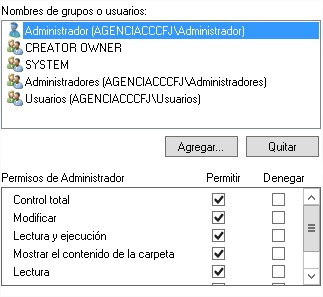 Nombres de grupos o usuarios:
Administrador (AGENCIACCCFJ\Administrador)
CREATOR OWNER
SYSTEM
Administradores (AGENCIACCCFJ\Administradores)
Usuarios (AGENCIACCCFJ\Usuarios)
Agregar... Quitar
Permisos de Administrador Permitir Denegar
Control total
Modificar
Lectura y ejecución
Mostrar el contenido de la carpeta
Lectura